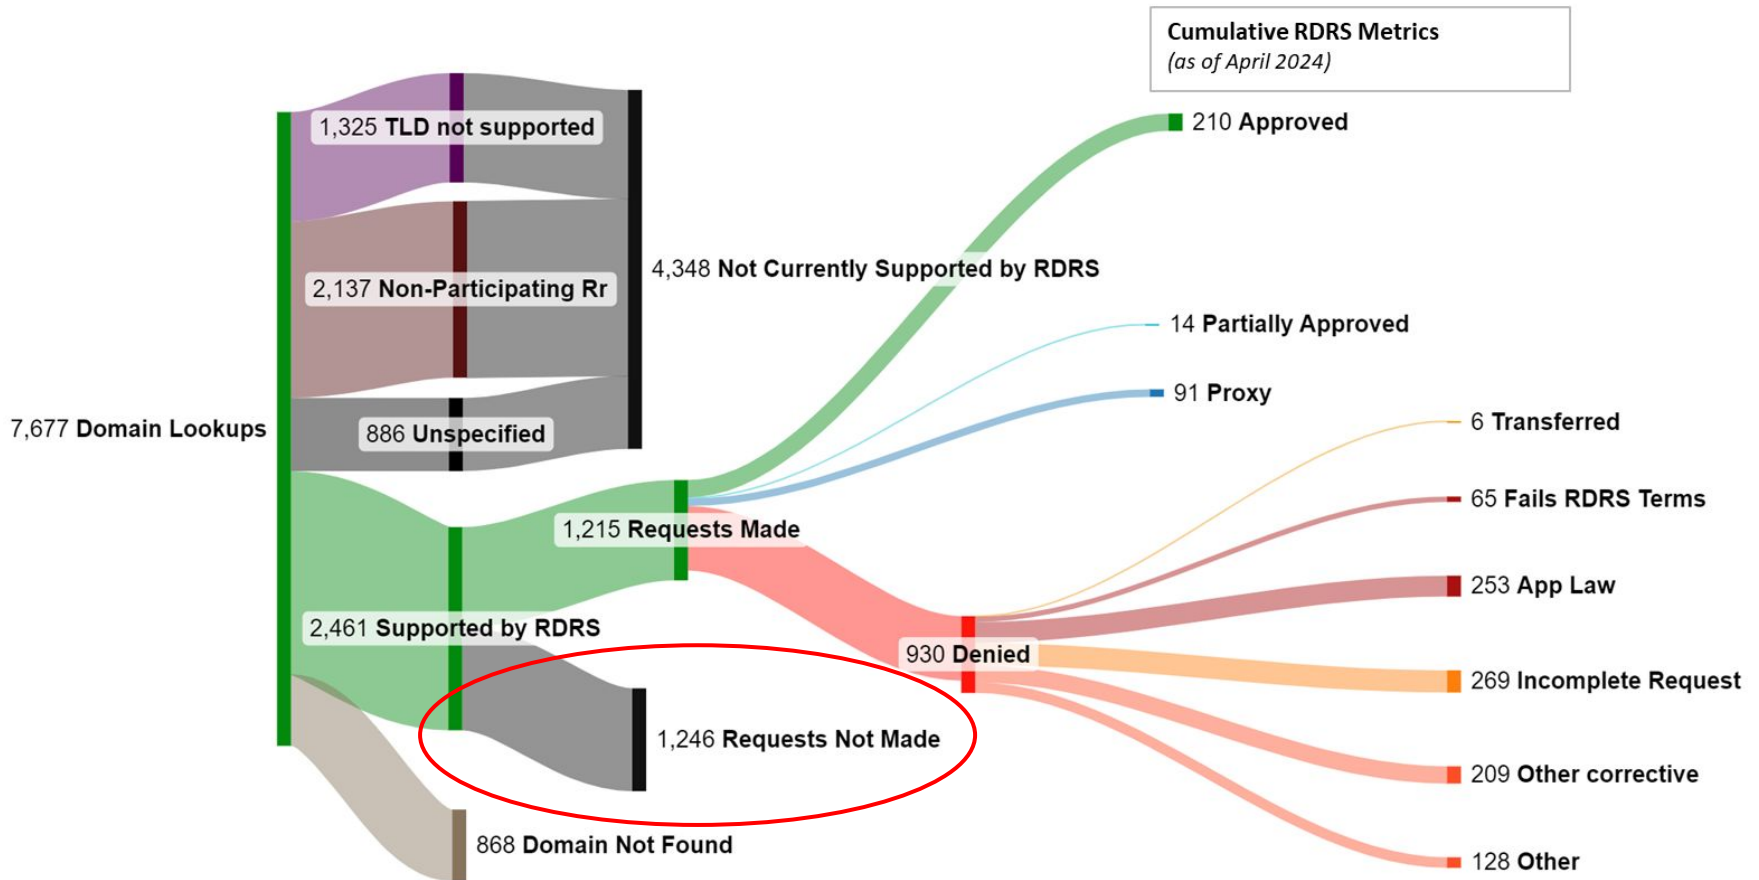 Cumulative RDRS Metrics
(as of April 2024)
1,325 TLD not supported
210 Approved
2,137 Non-Participating Rr
4,348 Not Currently Supported by RDRS
14 Partially Approved
91 Proxy
7,677 Domain Lookups
886 Unspecified
6 Transferred
65 Fails RDRS Terms
1,215 Requests Made
253 App Law
2,461 Supported by RDRS
930 Denied
269 Incomplete Request
1,246 Requests Not Made
209 Other corrective
868 Domain Not Found
128 Other